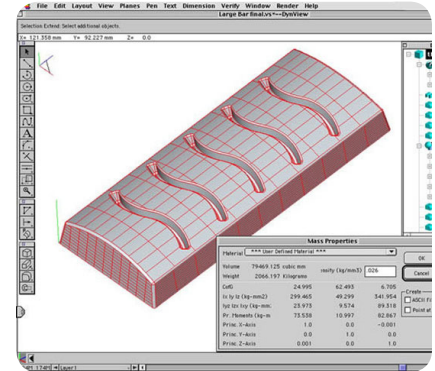 File Edit Layout View Planes Pen Text Dimension Verify Window Render Help
Large Bar final.vs*--DynView
Selection Extend: Select additional objects.
X= 121.358 mm Y= 92.227 mm Z= 0.0
Mass Properties
Material *** User Defined Material ***
Volume 79469.125 cubic mm nsity (kg/mm3) .026
Weight 2066.197 Kilograms
OK
Cancel
CofG 24.995 62.493 6.705
Ix Iy Iz (kg-mm2) 299.465 49.299 341.954
Iyz Izx Ixy (kg-mm: 23.973 9.574 89.318
Pr. Moments (kg-m 73.538 10.997 82.867
Princ X-Axis 1.0 0.0 -0.001
Princ Y-Axis 0.0 1.0 0.0
Princ Z-Axis 0.001 0.0 1.0
Create
ASCII Fi
Point at
Layer1